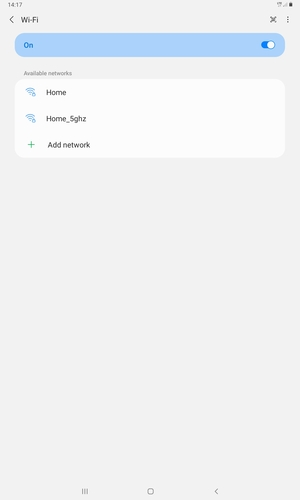 14:17
Wi-Fi
On
Available networks
Home
Home_5ghz
Add network